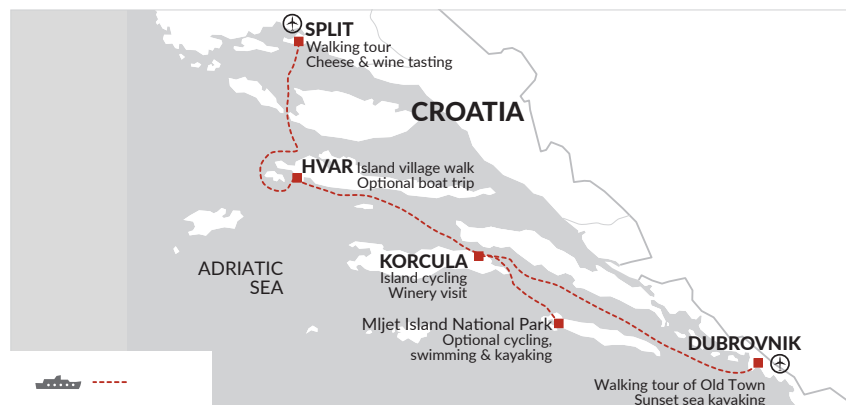 SPLIT
Walking tour
Cheese & wine tasting
CROATIA
HVAR Island village walk
Optional boat trip
ADRIATIC
SEA
KORCULA
Island cycling
Winery visit
Mljet Island National Park
Optional cycling,
swimming & kayaking
DUBROVNIK
Walking tour of Old Town
Sunset sea kayaking